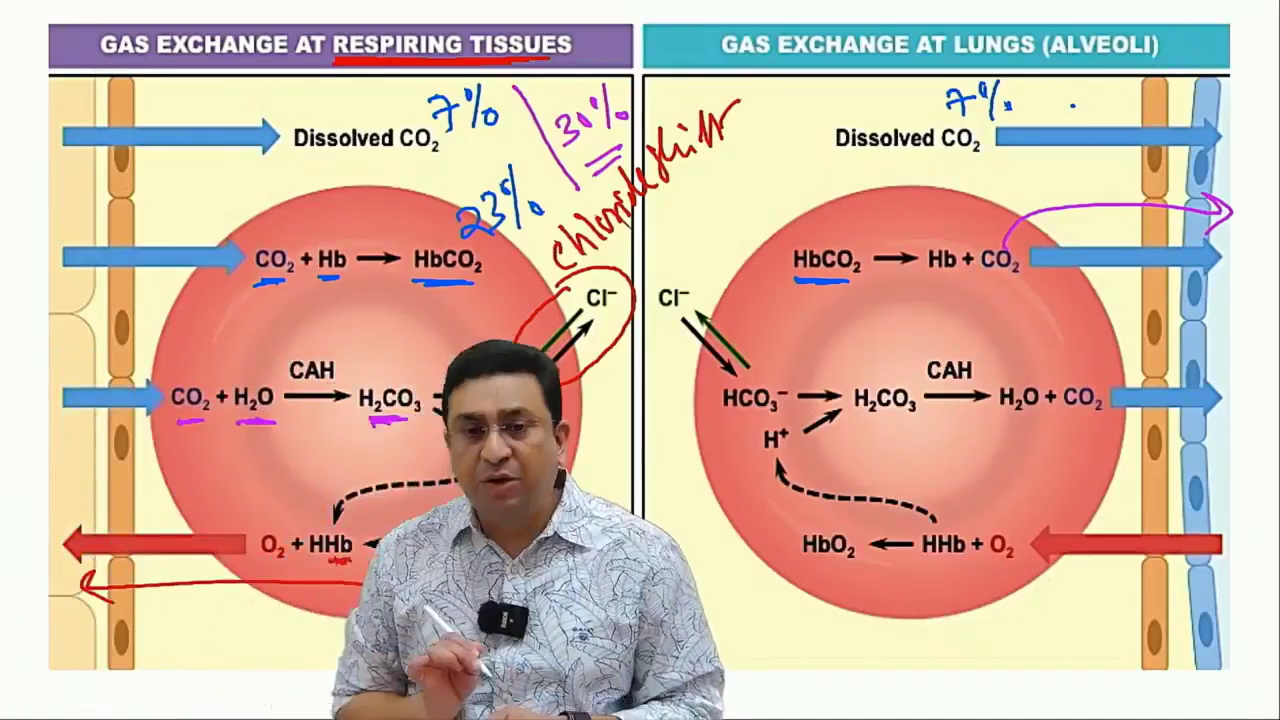 GAS EXCHANGE AT RESPIRING TISSUES
Dissolved CO₂
7%
30%
23%
chloride shift
CO₂ + Hb → HbCO₂
Cl⁻
CAH
CO₂ + H₂O → H₂CO₃
O₂ + HHb
GAS EXCHANGE AT LUNGS (ALVEOLI)
7%
Dissolved CO₂
HbCO₂ → Hb + CO₂
Cl⁻
CAH
HCO₃⁻ → H₂CO₃ → H₂O + CO₂
H⁺
HbO₂ ← HHb + O₂